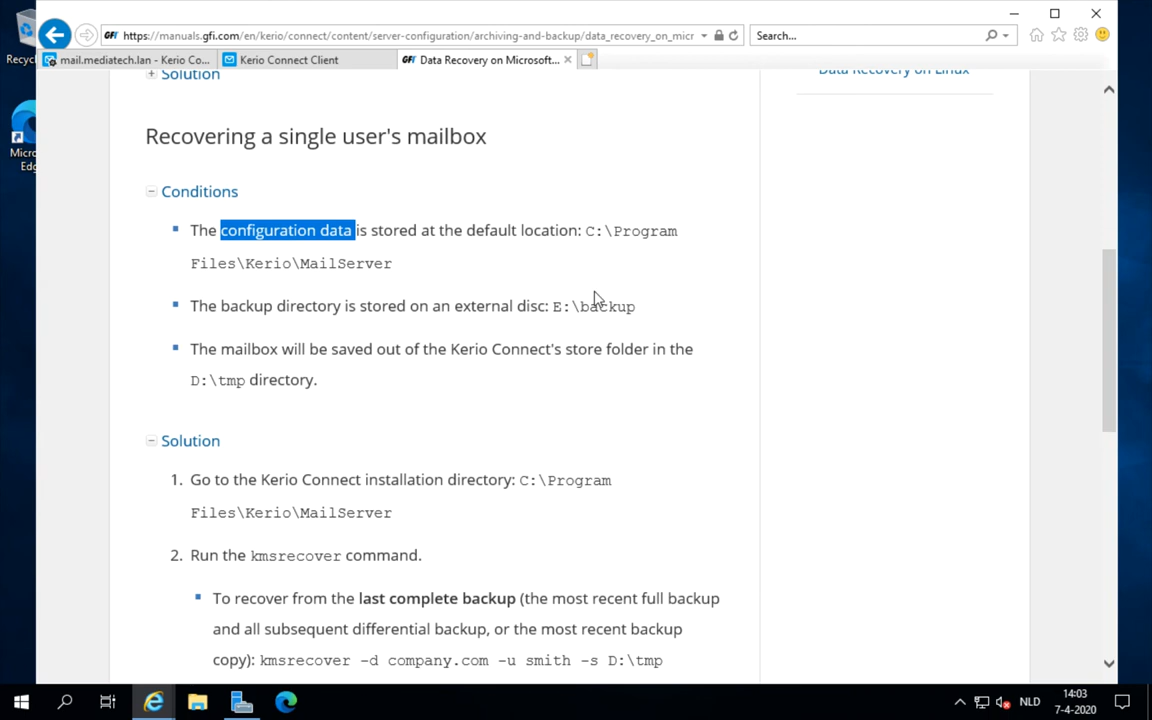 Recyc
Micro
Edg
https://manuals.gfi.com/en/kerio/connect/content/server-configuration/archiving-and-backup/data_recovery_on_micr
Search...
mail.mediatech.lan - Kerio Co...
Kerio Connect Client
GFI Data Recovery on Microsoft...
Solution
Data Recovery on Linux
Recovering a single user's mailbox
Conditions
The configuration data is stored at the default location: C:\Program
Files\Kerio\MailServer
The backup directory is stored on an external disc: E:\backup
The mailbox will be saved out of the Kerio Connect's store folder in the
D:\tmp directory.
Solution
1. Go to the Kerio Connect installation directory: C:\Program
Files\Kerio\MailServer
2. Run the kmsrecover command.
To recover from the last complete backup (the most recent full backup
and all subsequent differential backup, or the most recent backup
copy): kmsrecover -d company.com -u smith -s D:\tmp
NLD
14:03
7-4-2020